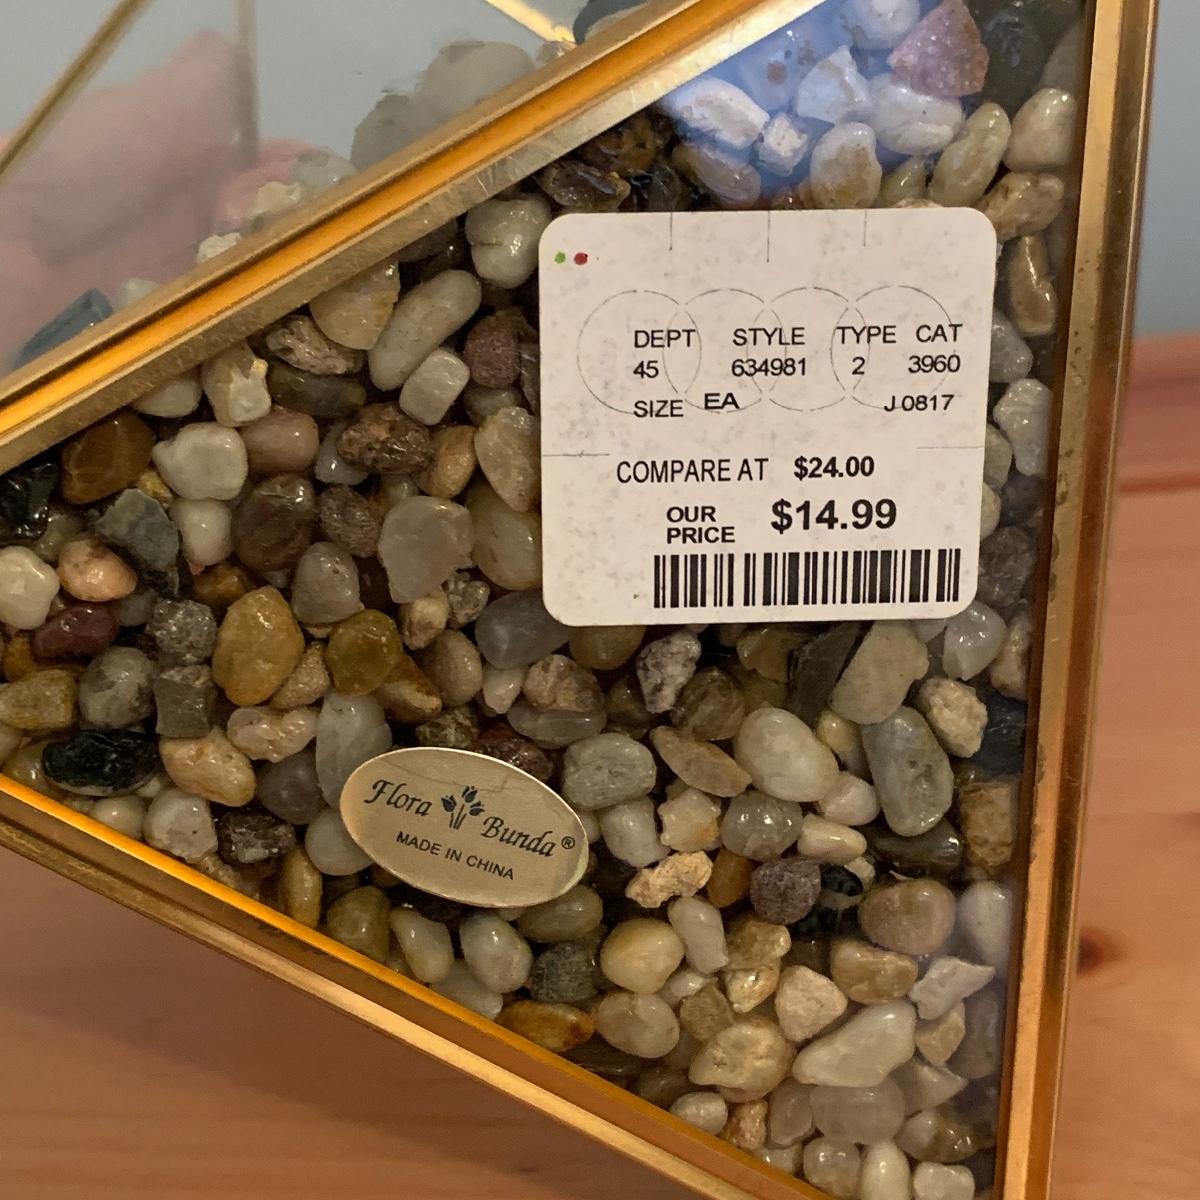 DEPT STYLE TYPE CAT
45 634981 2 3960
SIZE EA J0817
COMPARE AT $24.00
OUR PRICE $14.99
Flora Bunda®
MADE IN CHINA